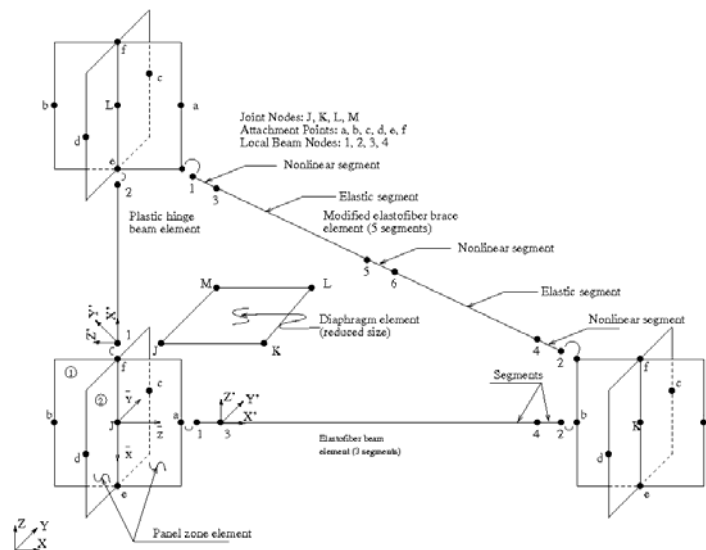 f
c
b
L
a
d
e
Joint Nodes: J, K, L, M
Attachment Points: a, b, c, d, e, f
Local Beam Nodes: 1, 2, 3, 4
Nonlinear segment
2
1
3
Elastic segment
Plastic hinge
beam element
Modified elastofiber brace
element (5 segments)
Nonlinear segment
5
6
M
L
Elastic segment
Y'
X'
Z'
1
Diaphragm element
(reduced size)
J
K
Nonlinear segment
4
2
f
f
1
c
Segments
c
2
Y
Z'
Y'
b
J
a
1
3
X'
4
2
b
K
Z
d
X
Elastofiber beam
element (3 segments)
d
e
e
Z
Y
X
Panel zone element